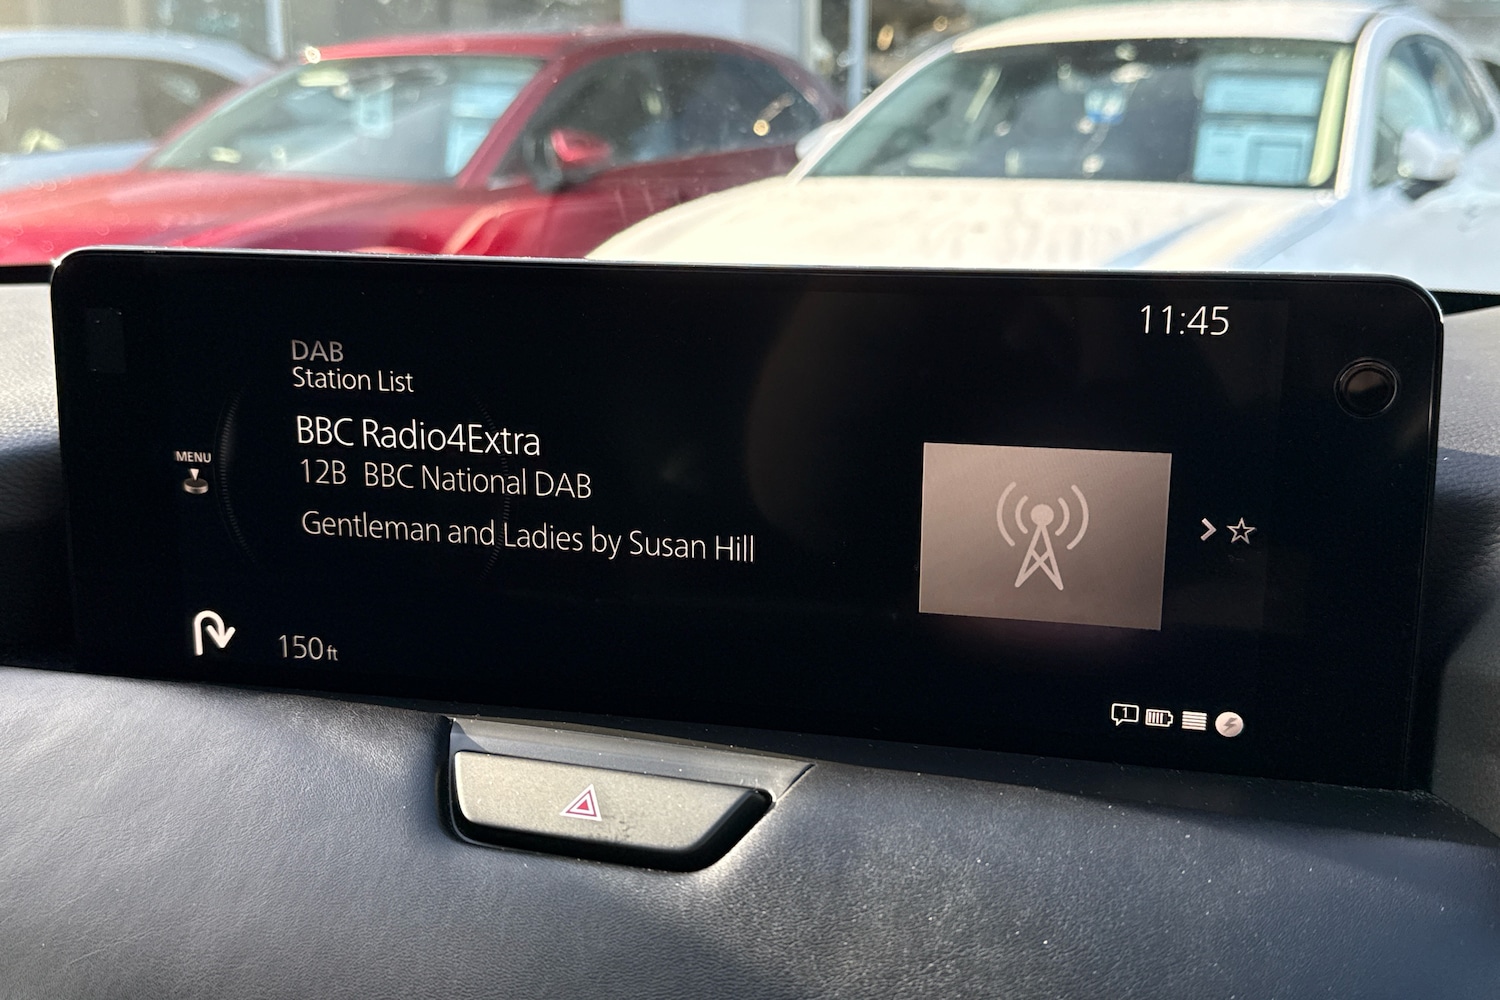 11:45
DAB
Station List
BBC Radio4Extra
12B BBC National DAB
MENU
Gentleman and Ladies by Susan Hill
150ft
1